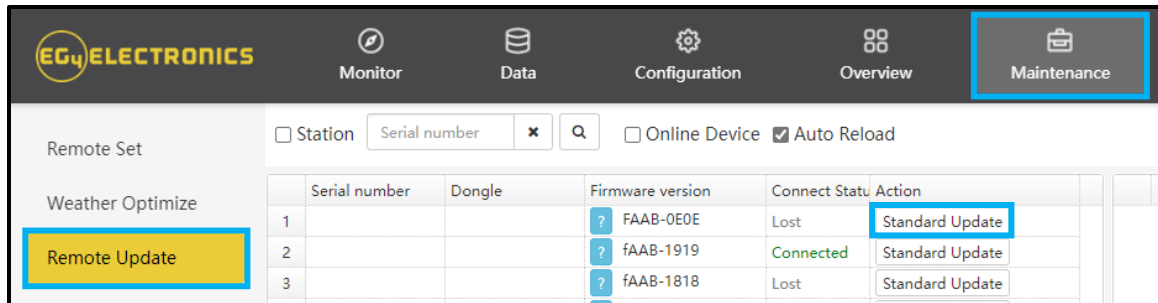 EG4 ELECTRONICS
Monitor
Data
Configuration
Overview
Maintenance
Station
Serial number
Online Device
Auto Reload
Remote Set
Weather Optimize
Remote Update
Serial number Dongle Firmware version Connect Statu Action
1 ? FAAB-0E0E Lost Standard Update
2 ? fAAB-1919 Connected Standard Update
3 ? fAAB-1818 Lost Standard Update